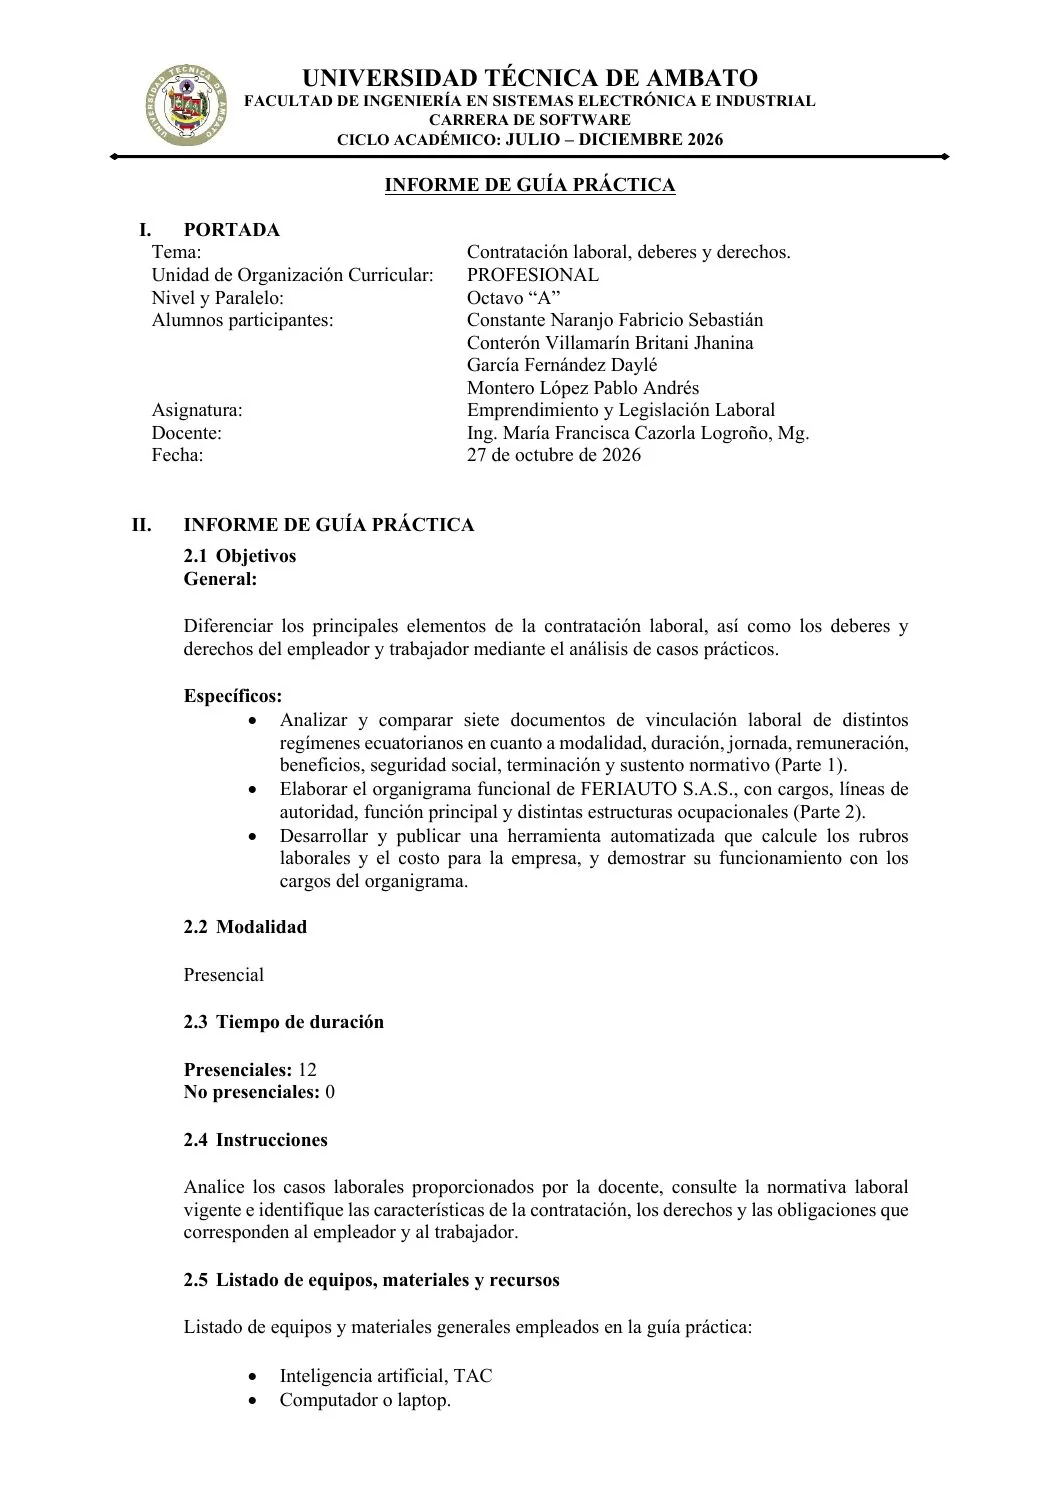 UNIVERSIDAD TÉCNICA DE AMBATO
FACULTAD DE INGENIERÍA EN SISTEMAS ELECTRÓNICA E INDUSTRIAL
CARRERA DE SOFTWARE
CICLO ACADÉMICO: JULIO – DICIEMBRE 2026
UNIVERSIDAD TECNICA DE AMBATO
INFORME DE GUÍA PRÁCTICA
I. PORTADA
Tema: Contratación laboral, deberes y derechos.
Unidad de Organización Curricular: PROFESIONAL
Nivel y Paralelo: Octavo “A”
Alumnos participantes: Constante Naranjo Fabricio Sebastián
Conterón Villamarín Britani Jhanina
García Fernández Daylé
Montero López Pablo Andrés
Asignatura: Emprendimiento y Legislación Laboral
Docente: Ing. María Francisca Cazorla Logroño, Mg.
Fecha: 27 de octubre de 2026
II. INFORME DE GUÍA PRÁCTICA
2.1 Objetivos
General:
Diferenciar los principales elementos de la contratación laboral, así como los deberes y
derechos del empleador y trabajador mediante el análisis de casos prácticos.
Específicos:
• Analizar y comparar siete documentos de vinculación laboral de distintos
regímenes ecuatorianos en cuanto a modalidad, duración, jornada, remuneración,
beneficios, seguridad social, terminación y sustento normativo (Parte 1).
• Elaborar el organigrama funcional de FERIAUTO S.A.S., con cargos, líneas de
autoridad, función principal y distintas estructuras ocupacionales (Parte 2).
• Desarrollar y publicar una herramienta automatizada que calcule los rubros
laborales y el costo para la empresa, y demostrar su funcionamiento con los
cargos del organigrama.
2.2 Modalidad
Presencial
2.3 Tiempo de duración
Presenciales: 12
No presenciales: 0
2.4 Instrucciones
Analice los casos laborales proporcionados por la docente, consulte la normativa laboral
vigente e identifique las características de la contratación, los derechos y las obligaciones que
corresponden al empleador y al trabajador.
2.5 Listado de equipos, materiales y recursos
Listado de equipos y materiales generales empleados en la guía práctica:
• Inteligencia artificial, TAC
• Computador o laptop.